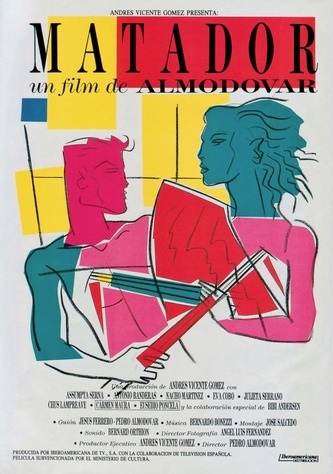 ANDRES VICENTE GOMEZ PRESENTA:
MATADOR
un film de ALMODOVAR
Una producción de ANDRES VICENTE GOMEZ con
ASSUMPTA SERNA · ANTONIO BANDERAS · NACHO MARTINEZ · EVA COBO · JULIETA SERRANO
CHUS LAMPREAVE · CARMEN MAURA · EUSEBIO PONCELA y la colaboración especial de BIBI ANDERSEN
· Guión JESUS FERRERO - PEDRO ALMODOVAR · Música BERNARDO BONEZZI · Montaje JOSE SALCEDO
· Sonido BERNARD ORTHION · Director Fotografía ANGEL LUIS FERNANDEZ
· Productor Ejecutivo ANDRES VICENTE GOMEZ · Director PEDRO ALMODOVAR
PRODUCIDA POR IBEROAMERICANA DE TV., S.A. CON LA COLABORACION DE TELEVISION ESPAÑOLA.
PELICULA SUBVENCIONADA POR EL MINISTERIO DE CULTURA.
Iberoamericana